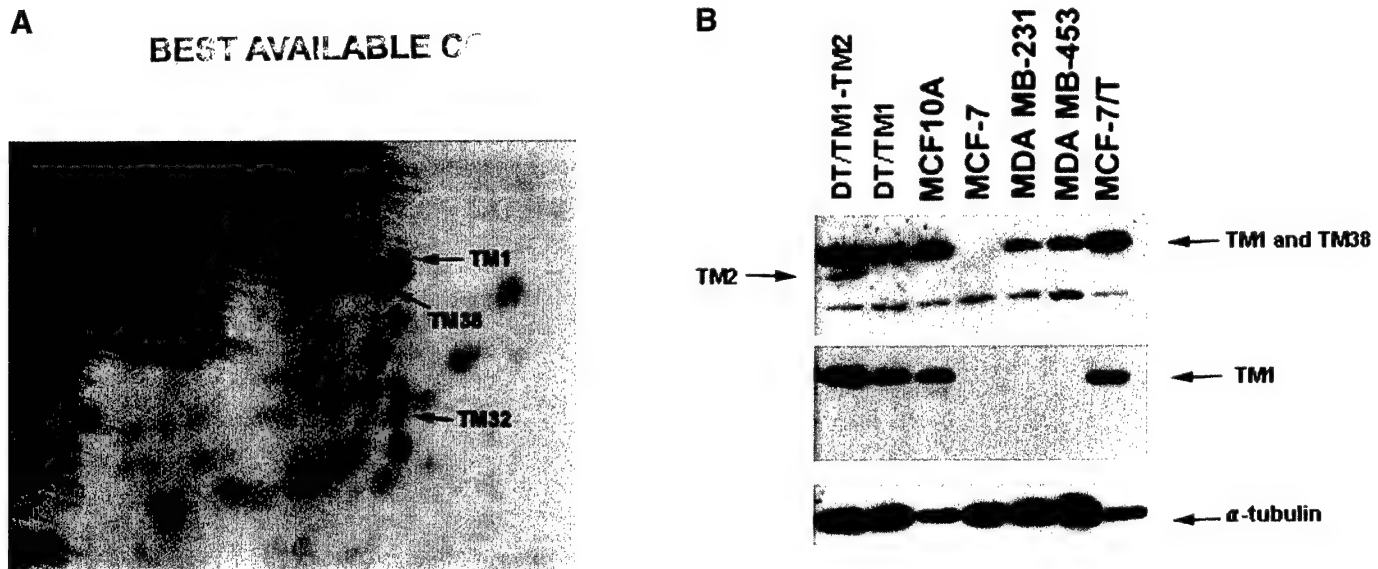 A
BEST AVAILABLE
TM1
TM38
TM32
B
DT/TM1-TM2
DT/TM1
MCF10A
MCF-7
MDA MB-231
MDA MB-453
MCF-7/T
TM1 and TM38
TM2
TM1
α-tubulin